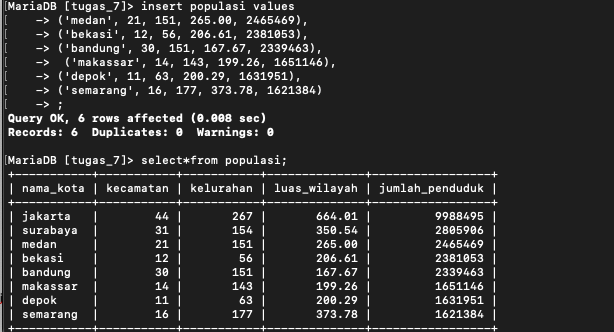 [MariaDB [tugas_7]> insert populasi values
[    -> ('medan', 21, 151, 265.00, 2465469),
[    -> ('bekasi', 12, 56, 206.61, 2381053),
[    -> ('bandung', 30, 151, 167.67, 2339463),
[    ->  ('makassar', 14, 143, 199.26, 1651146),
[    -> ('depok', 11, 63, 200.29, 1631951),
[    -> ('semarang', 16, 177, 373.78, 1621384)
[    -> ;
Query OK, 6 rows affected (0.008 sec)
Records: 6  Duplicates: 0  Warnings: 0
[MariaDB [tugas_7]> select*from populasi;
+-----------+-----------+-----------+--------------+-----------------+
| nama_kota | kecamatan | kelurahan | luas_wilayah | jumlah_penduduk |
+-----------+-----------+-----------+--------------+-----------------+
| jakarta   |        44 |       267 |       664.01 |         9988495 |
| surabaya  |        31 |       154 |       350.54 |         2805906 |
| medan     |        21 |       151 |       265.00 |         2465469 |
| bekasi    |        12 |        56 |       206.61 |         2381053 |
| bandung   |        30 |       151 |       167.67 |         2339463 |
| makassar  |        14 |       143 |       199.26 |         1651146 |
| depok     |        11 |        63 |       200.29 |         1631951 |
| semarang  |        16 |       177 |       373.78 |         1621384 |
+-----------+-----------+-----------+--------------+-----------------+